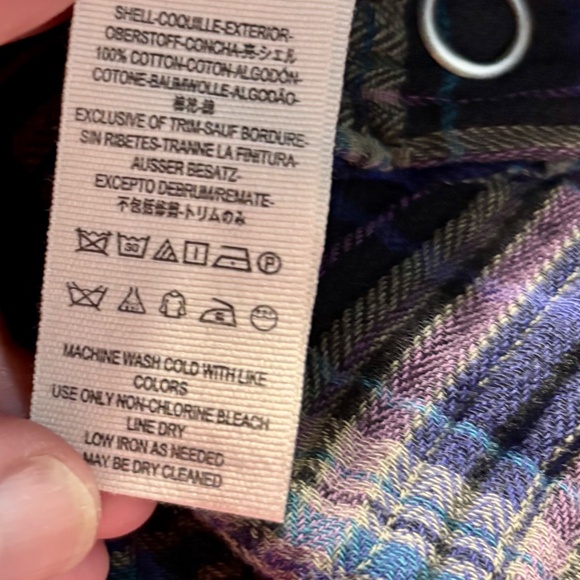 SHELL-COQUILLE-EXTERIOR-
OBERSTOFF-CONCHA-亮-シェル
100% COTTON-COTON-ALGODÓN-
COTONE-BAUMWOLLE-ALGODÃO-
棉花-綿
EXCLUSIVE OF TRIM-SAUF BORDURE-
SIN RIBETES-TRANNE LA FINITURA-
AUSSER BESATZ-
EXCEPTO DEBRUM/REMATE-
不包括修剪-トリムのみ
30
P
MACHINE WASH COLD WITH LIKE
COLORS
USE ONLY NON-CHLORINE BLEACH
LINE DRY
LOW IRON AS NEEDED
MAY BE DRY CLEANED